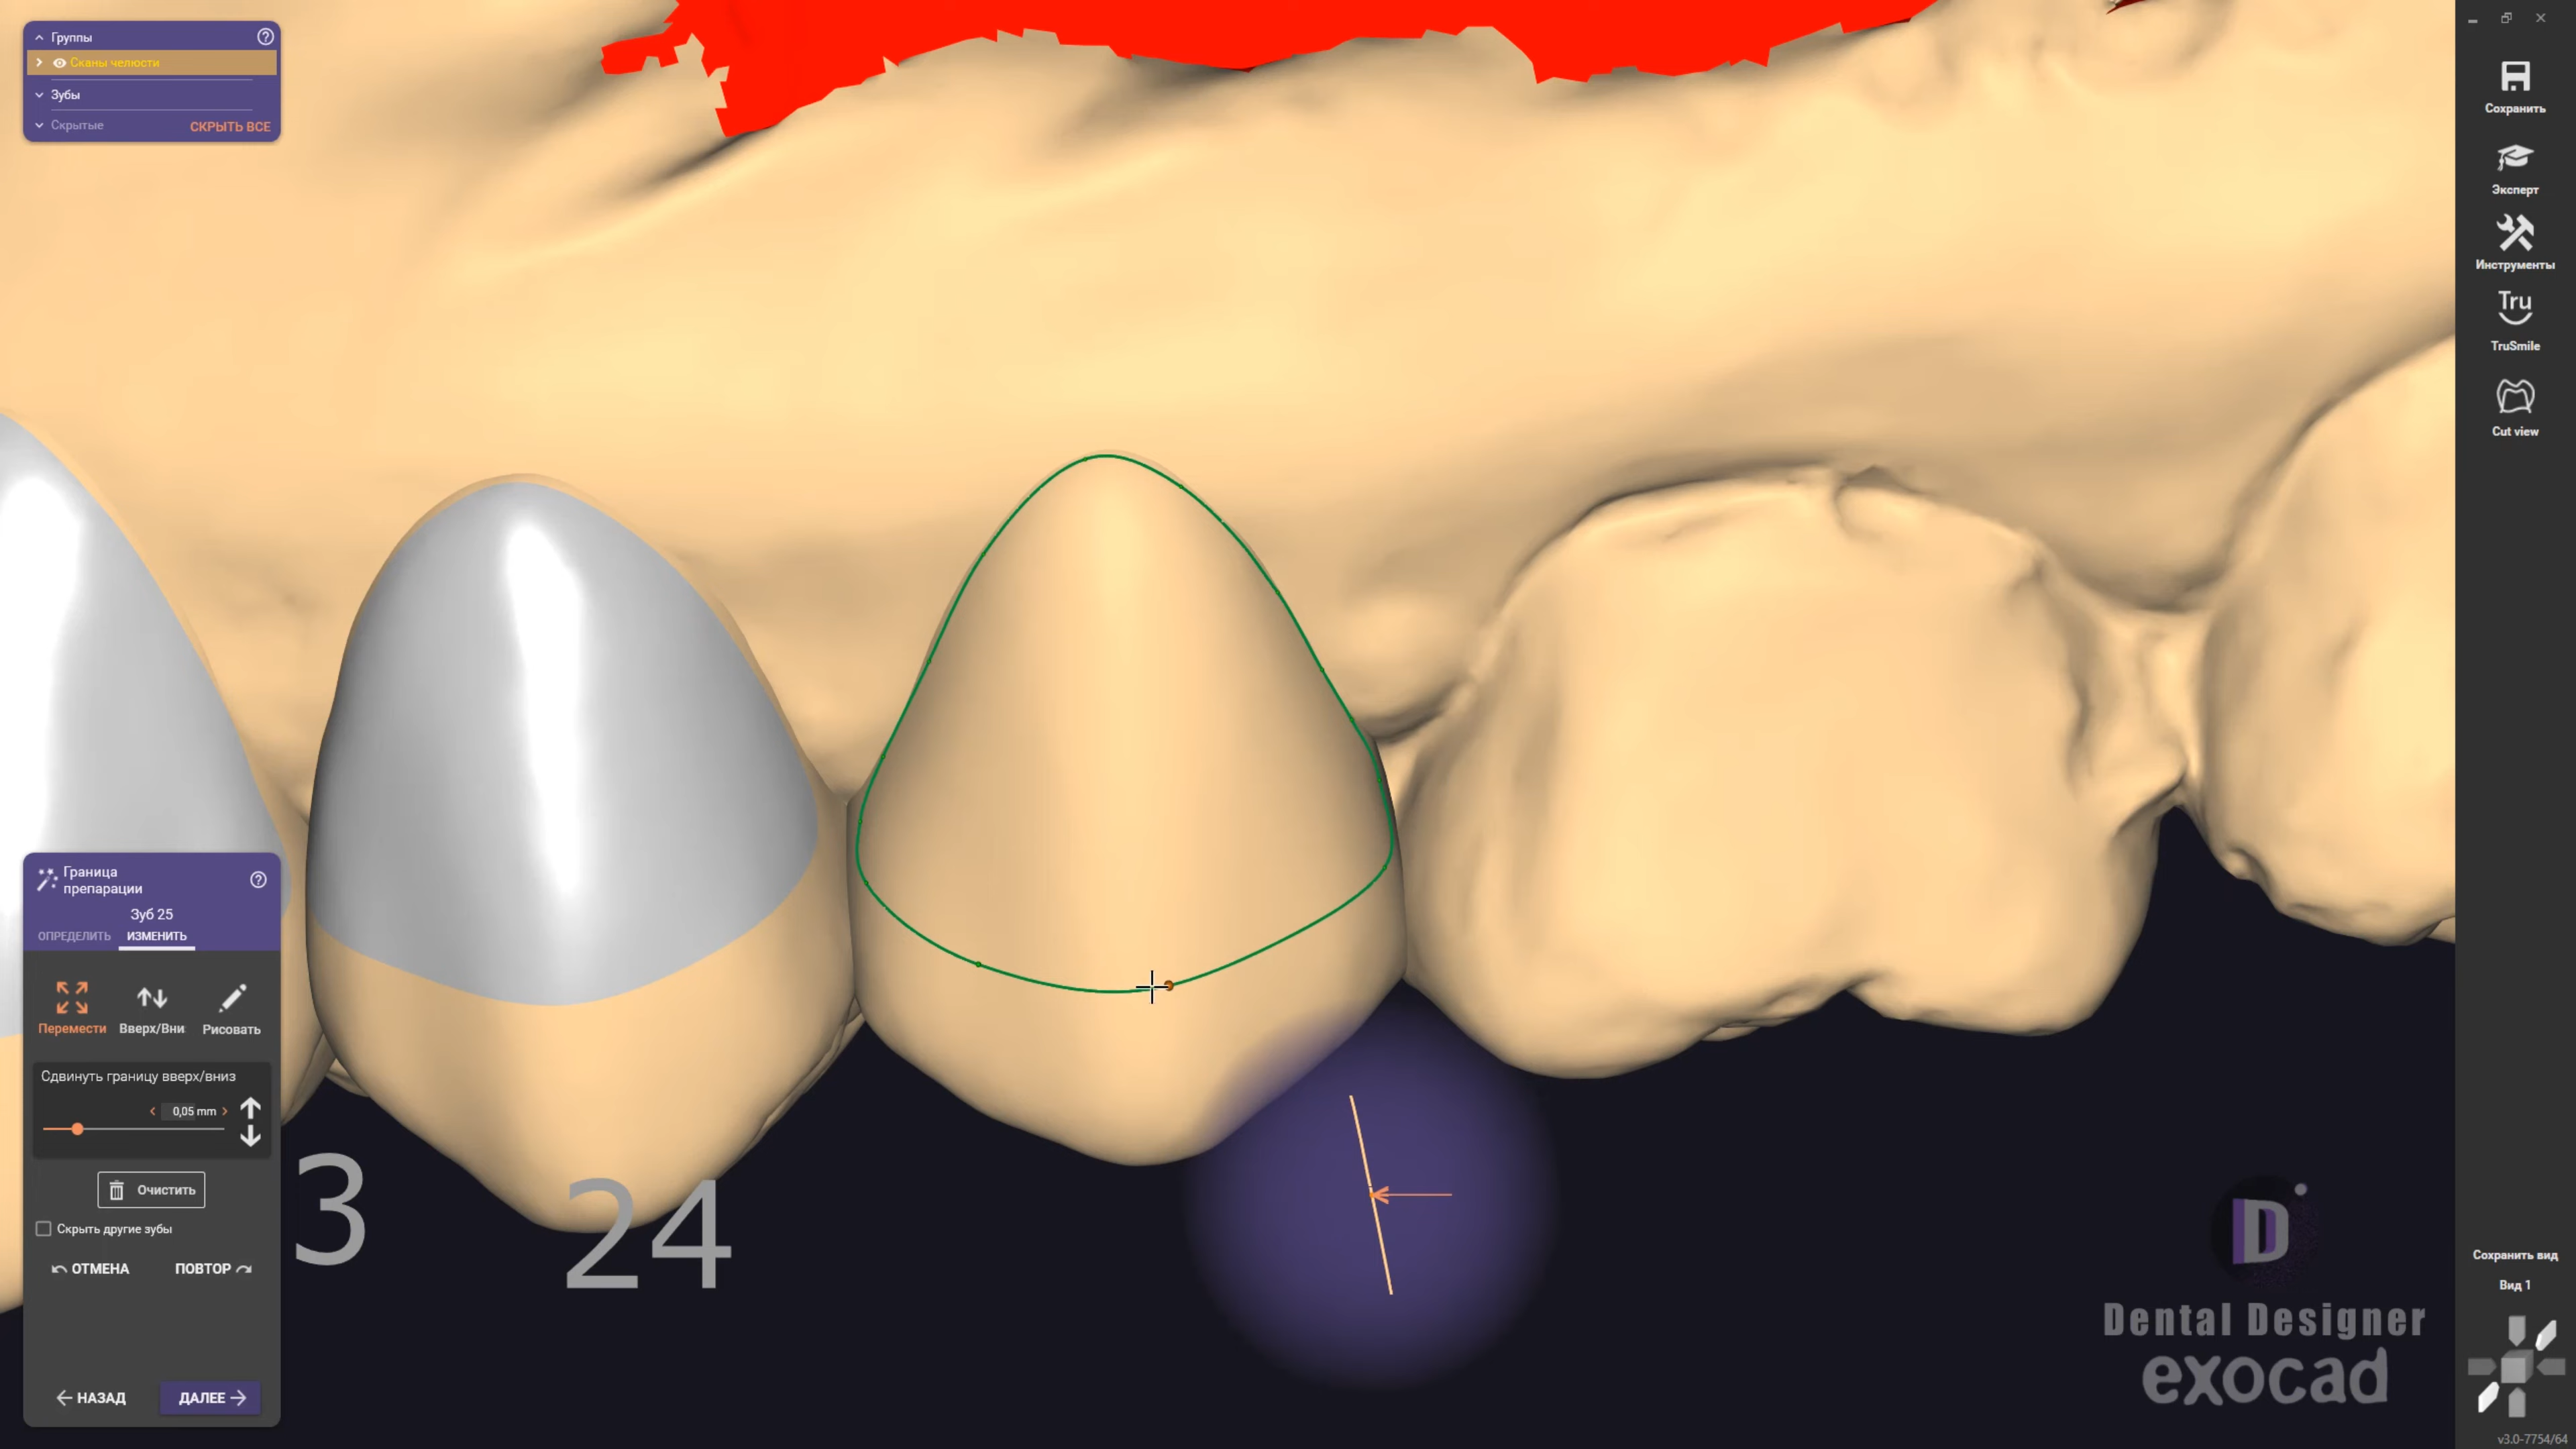 Группы
Сканы челюсти
Зубы
Скрытые СКРЫТЬ ВСЕ
Сохранить
Эксперт
Инструменты
Tru
TruSmile
Cut view
Граница
препарации
Зуб 25
ОПРЕДЕЛИТЬ ИЗМЕНИТЬ
Перемести Вверх/Вни Рисовать
Сдвинуть границу вверх/вниз
0,05 mm
Очистить
Скрыть другие зубы
ОТМЕНА ПОВТОР
НАЗАД ДАЛЕЕ
3
24
D
Dental Designer
exocad
Сохранить вид
Вид 1
v3.0-7754/64